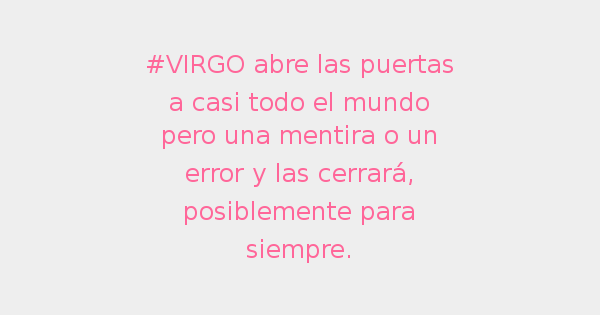 #VIRGO abre las puertas
a casi todo el mundo
pero una mentira o un
error y las cerrará,
posiblemente para
siempre.